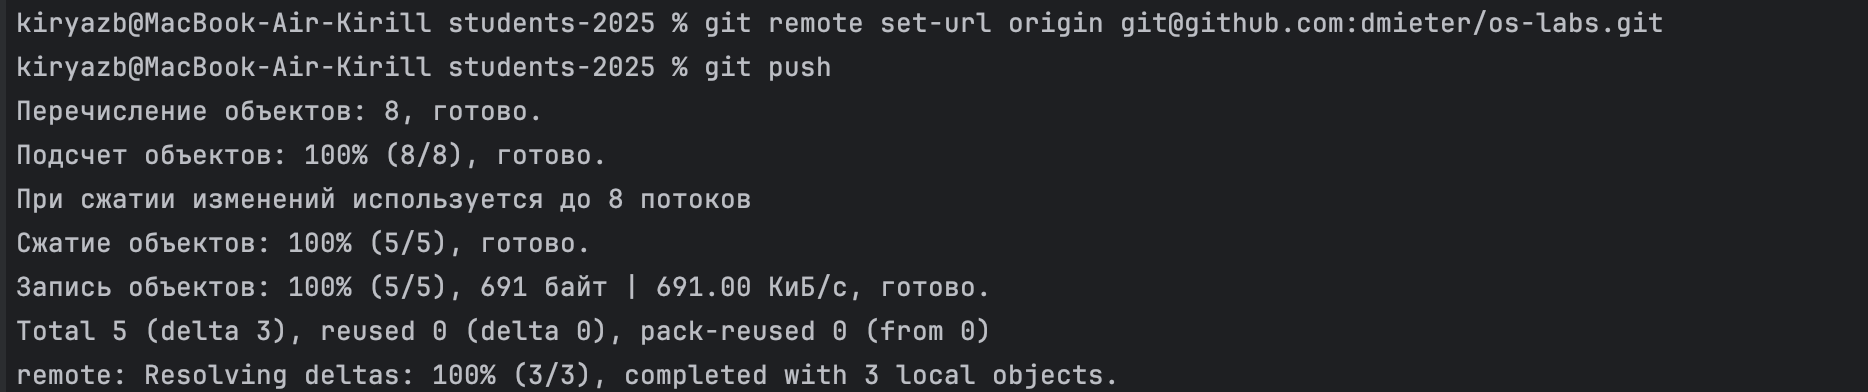 kiryazb@MacBook-Air-Kirill students-2025 % git remote set-url origin git@github.com:dmieter/os-labs.git
kiryazb@MacBook-Air-Kirill students-2025 % git push
Перечисление объектов: 8, готово.
Подсчет объектов: 100% (8/8), готово.
При сжатии изменений используется до 8 потоков
Сжатие объектов: 100% (5/5), готово.
Запись объектов: 100% (5/5), 691 байт | 691.00 КиБ/с, готово.
Total 5 (delta 3), reused 0 (delta 0), pack-reused 0 (from 0)
remote: Resolving deltas: 100% (3/3), completed with 3 local objects.